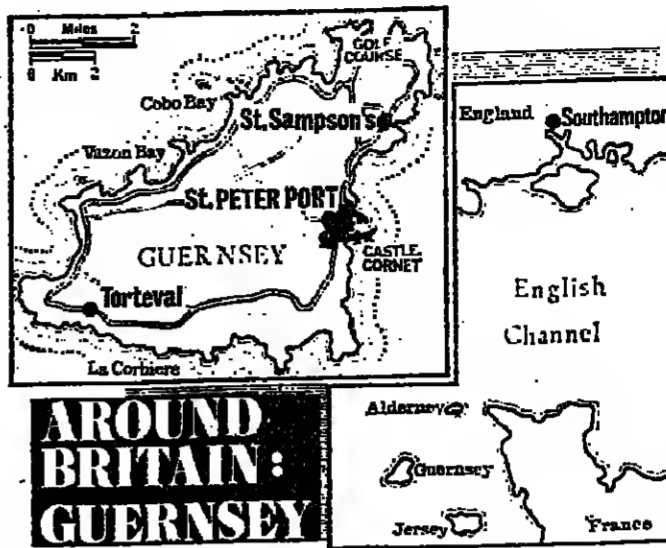 0 Miles 2
0 Km 2
GOLF
COURSE
Cobo Bay
St. Sampson's
Vazon Bay
St. PETER PORT
GUERNSEY
CASTLE
CORNET
Torteval
La Corbiere
England
Southampton
English
Channel
Alderney
Guernsey
Jersey
France
AROUND
BRITAIN:
GUERNSEY